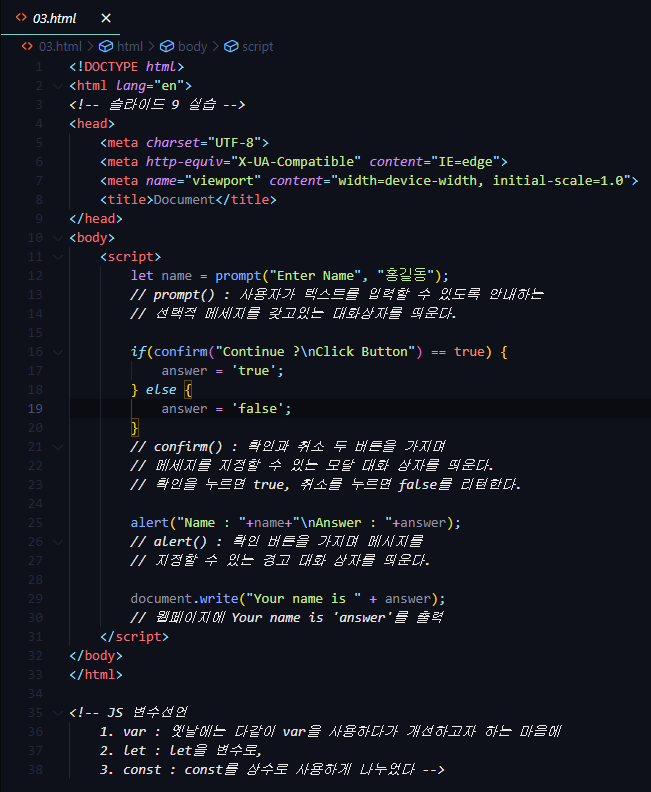 03.html
03.html > html > body > script
1 <!DOCTYPE html>
2 <html lang="en">
3 <!-- 슬라이드 9 실습 -->
4 <head>
5 <meta charset="UTF-8">
6 <meta http-equiv="X-UA-Compatible" content="IE=edge">
7 <meta name="viewport" content="width=device-width, initial-scale=1.0">
8 <title>Document</title>
9 </head>
10 <body>
11 <script>
12 let name = prompt("Enter Name", "홍길동");
13 // prompt() : 사용자가 텍스트를 입력할 수 있도록 안내하는
14 // 선택적 메세지를 갖고있는 대화상자를 띄운다.
15
16 if(confirm("Continue ?\nClick Button") == true) {
17 answer = 'true';
18 } else {
19 answer = 'false';
20 }
21 // confirm() : 확인과 취소 두 버튼을 가지며
22 // 메세지를 지정할 수 있는 모달 대화 상자를 띄운다.
23 // 확인을 누르면 true, 취소를 누르면 false를 리턴한다.
24
25 alert("Name : "+name+"\nAnswer : "+answer);
26 // alert() : 확인 버튼을 가지며 메시지를
27 // 지정할 수 있는 경고 대화 상자를 띄운다.
28
29 document.write("Your name is " + answer);
30 // 웹페이지에 Your name is 'answer'를 출력
31 </script>
32 </body>
33 </html>
34
35 <!-- JS 변수선언
36 1. var : 옛날에는 다같이 var을 사용하다가 개선하고자 하는 마음에
37 2. let : let을 변수로,
38 3. const : const를 상수로 사용하게 나누었다 -->